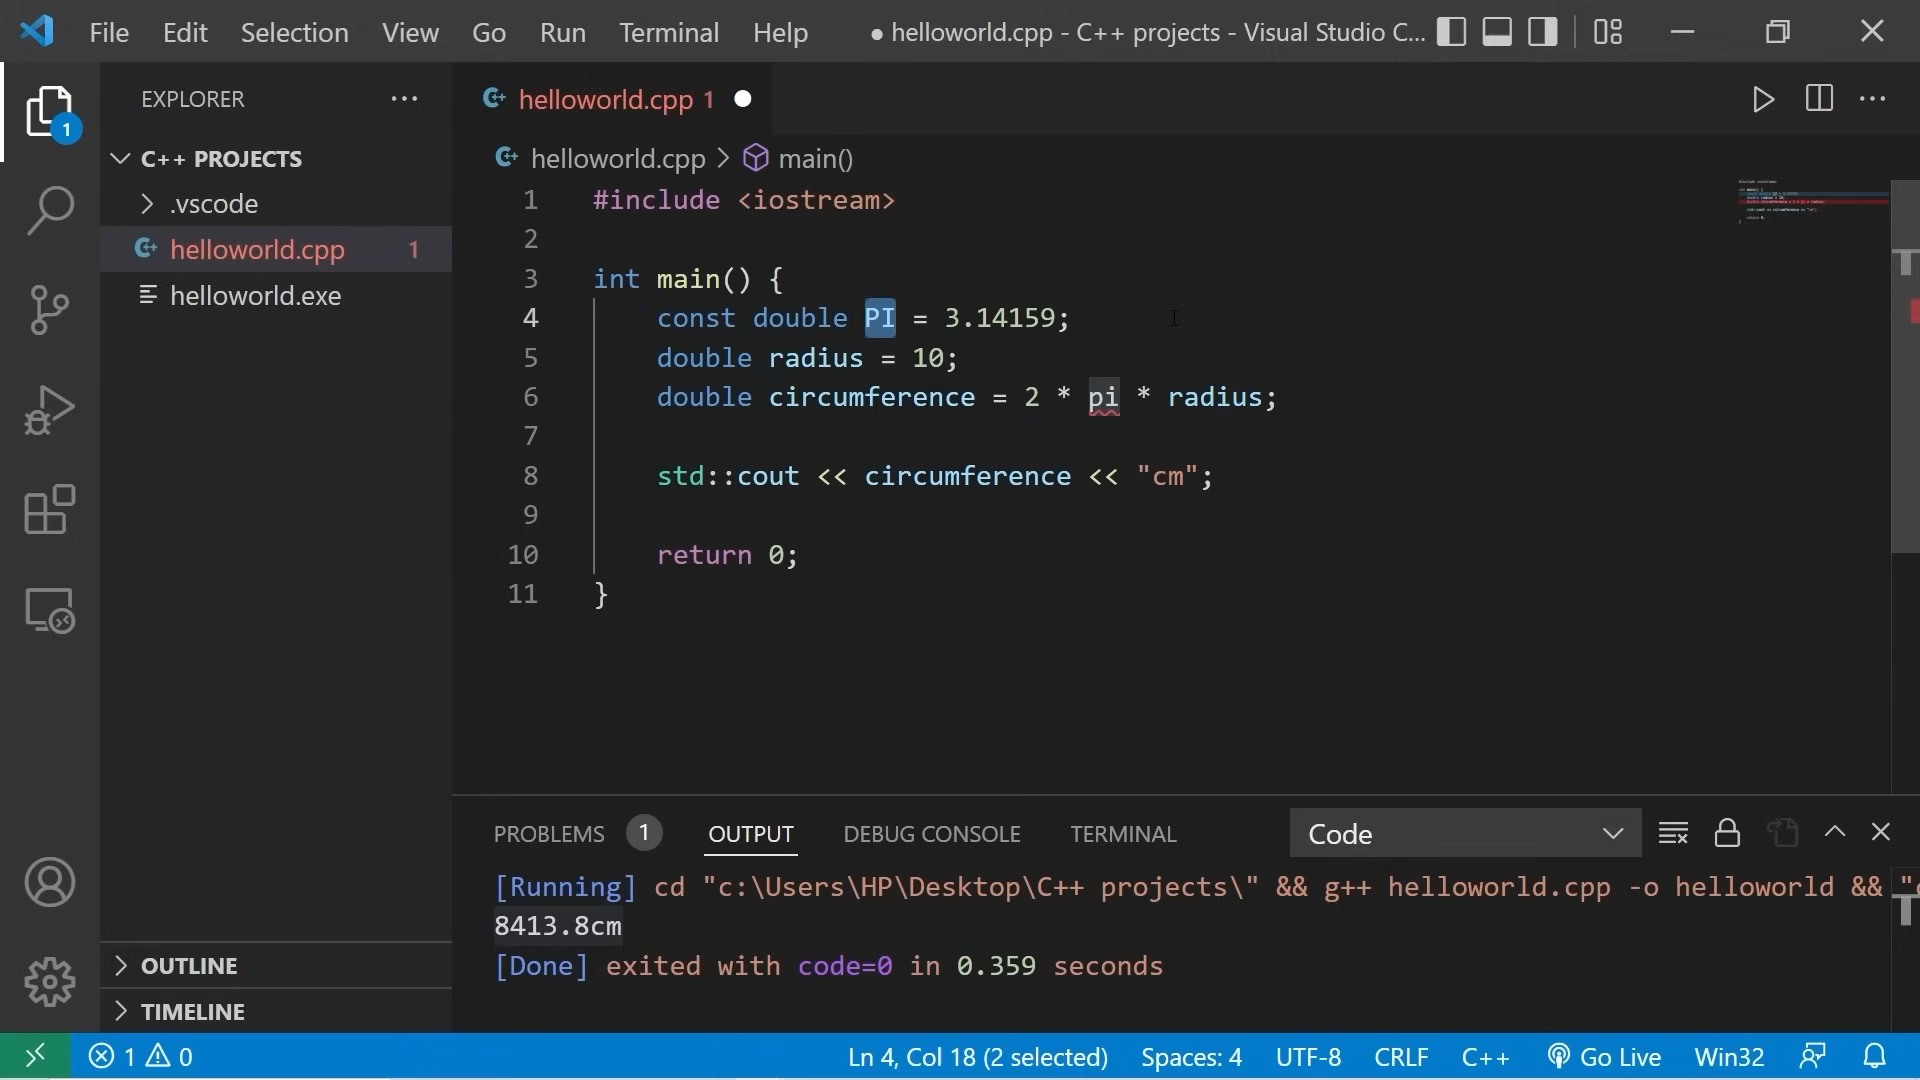 File Edit Selection View Go Run Terminal Help ● helloworld.cpp - C++ projects - Visual Studio C...
EXPLORER ...
helloworld.cpp 1
1
C++ PROJECTS
helloworld.cpp > main()
.vscode
helloworld.cpp 1
helloworld.exe
1 #include <iostream>
2
3 int main() {
4 const double PI = 3.14159;
5 double radius = 10;
6 double circumference = 2 * pi * radius;
7
8 std::cout << circumference << "cm";
9
10 return 0;
11 }
PROBLEMS 1 OUTPUT DEBUG CONSOLE TERMINAL Code
[Running] cd "c:\Users\HP\Desktop\C++ projects\" && g++ helloworld.cpp -o helloworld && "
8413.8cm
[Done] exited with code=0 in 0.359 seconds
OUTLINE
TIMELINE
1 0 Ln 4, Col 18 (2 selected) Spaces: 4 UTF-8 CRLF C++ Go Live Win32